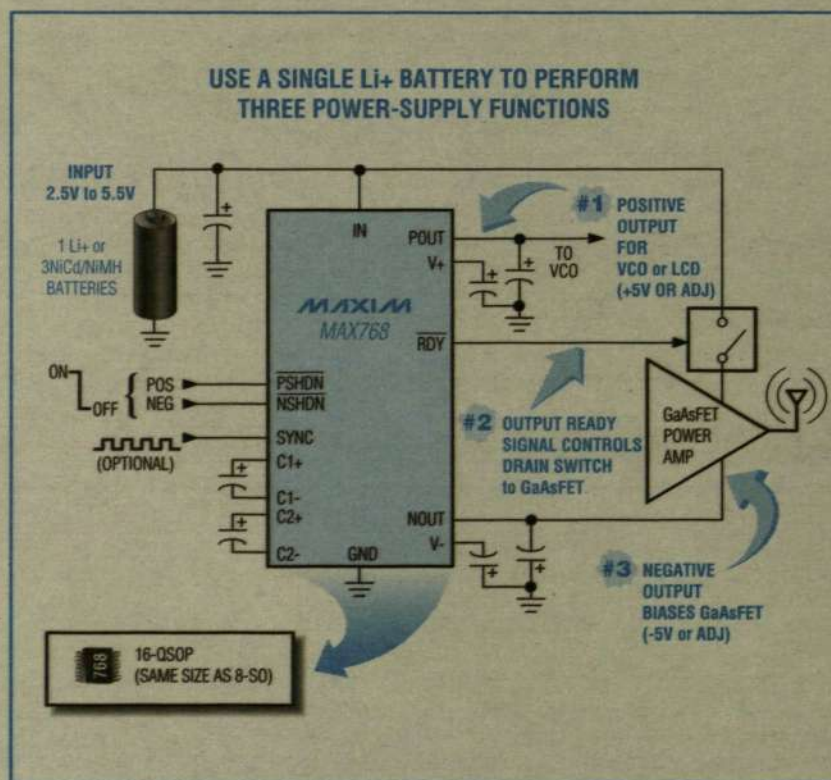 USE A SINGLE Li+ BATTERY TO PERFORM
THREE POWER-SUPPLY FUNCTIONS
INPUT
2.5V to 5.5V
1 Li+ or
3NiCd/NiMH
BATTERIES
+
IN
POUT
V+
+
+
TO
VCO
#1 POSITIVE
OUTPUT
FOR
VCO or LCD
(+5V OR ADJ)
MAXIM
MAX768
RDY
ON
OFF
POS
NEG
PSHDN
NSHDN
SYNC
(OPTIONAL)
C1+
+
C1-
C2+
+
C2-
GND
NOUT
V-
+
+
#2 OUTPUT READY
SIGNAL CONTROLS
DRAIN SWITCH
to GaAsFET
GaAsFET
POWER
AMP
#3 NEGATIVE
OUTPUT
BIASES GaAsFET
(-5V or ADJ)
768
16-QSOP
(SAME SIZE AS 8-SO)